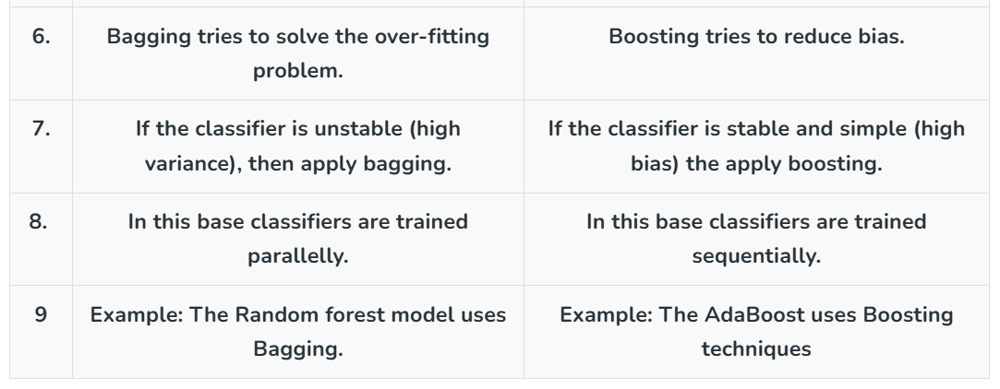 6.
Bagging tries to solve the over-fitting
problem.
Boosting tries to reduce bias.
7.
If the classifier is unstable (high
variance), then apply bagging.
If the classifier is stable and simple (high
bias) the apply boosting.
8.
In this base classifiers are trained
parallelly.
In this base classifiers are trained
sequentially.
9
Example: The Random forest model uses
Bagging.
Example: The AdaBoost uses Boosting
techniques